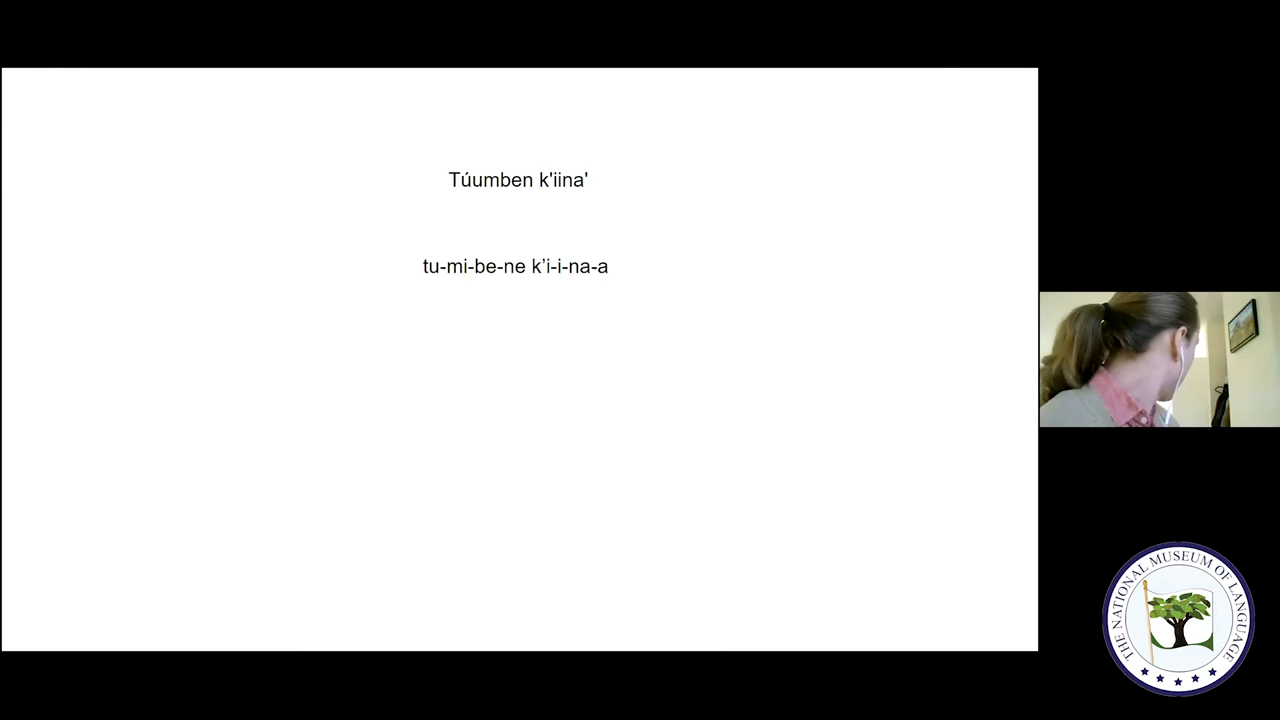 Túumben k'iina'
tu-mi-be-ne k’i-i-na-a
THE NATIONAL MUSEUM OF LANGUAGE